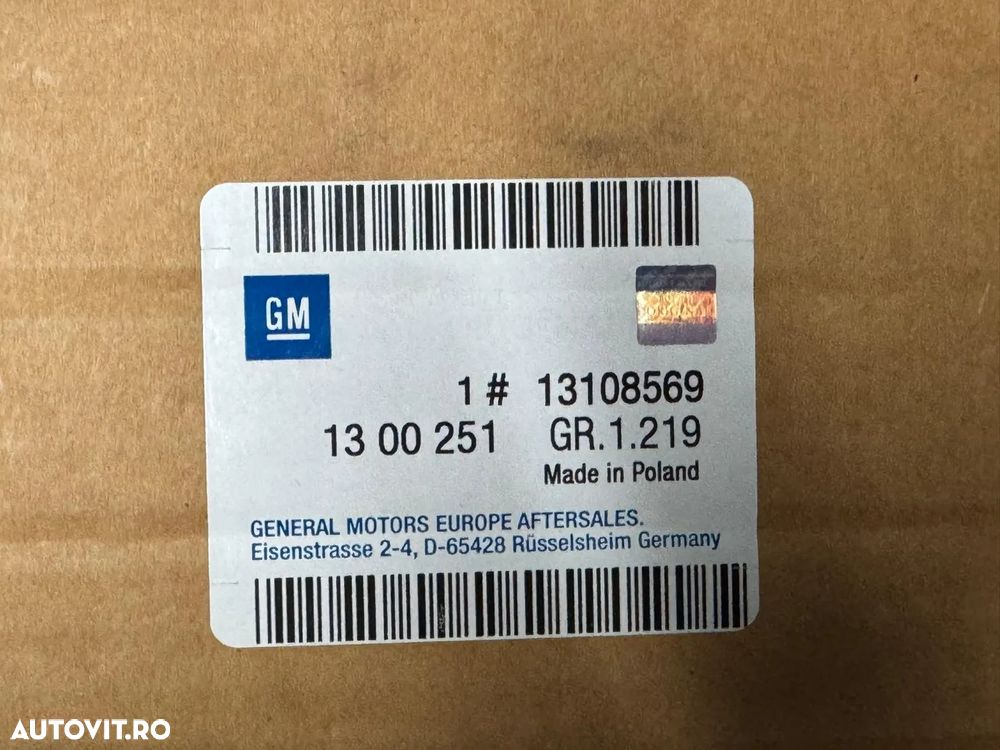 GM
1 # 13108569
13 00 251 GR.1.219
Made in Poland
GENERAL MOTORS EUROPE AFTERSALES.
Eisenstrasse 2-4, D-65428 Rüsselsheim Germany
AUTOVIT.RO